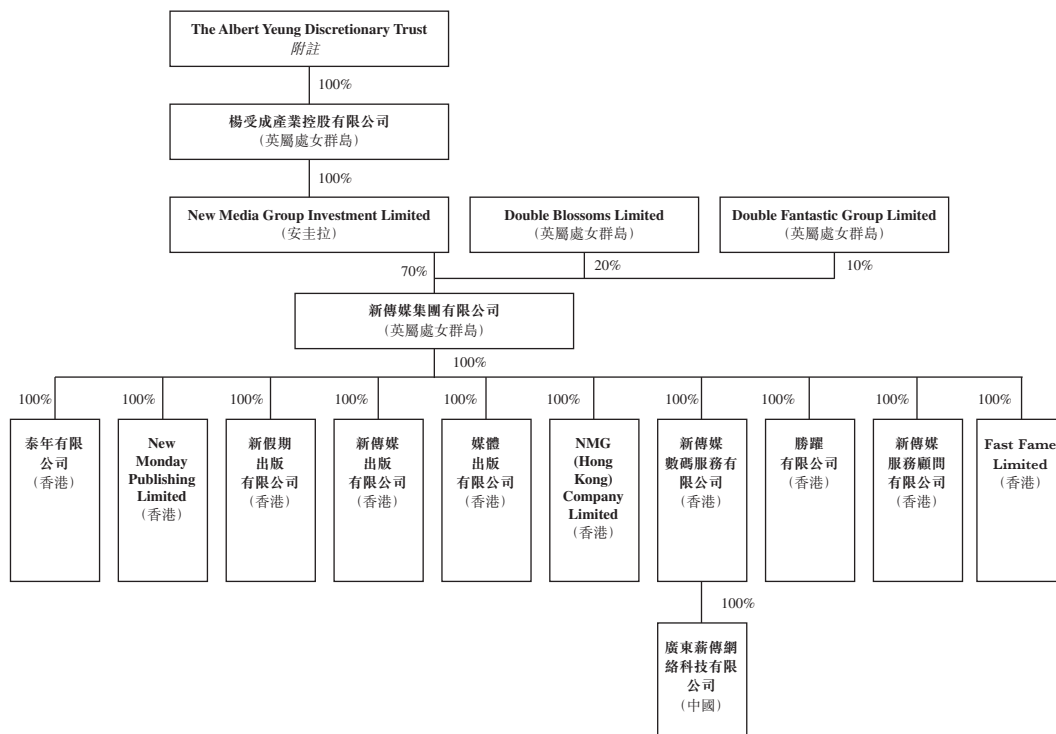 The Albert Yeung Discretionary Trust
附註
100%
楊受成產業控股有限公司
（英屬處女群島）
100%
New Media Group Investment Limited
（安圭拉）
Double Blossoms Limited
（英屬處女群島）
Double Fantastic Group Limited
（英屬處女群島）
70%
20%
10%
新傳媒集團有限公司
（英屬處女群島）
100%
100%
100%
100%
100%
100%
100%
100%
100%
100%
100%
泰年有限
公司
（香港）
New
Monday
Publishing
Limited
（香港）
新假期
出版
有限公司
（香港）
新傳媒
出版
有限公司
（香港）
媒體
出版
有限公司
（香港）
NMG
(Hong
Kong)
Company
Limited
（香港）
新傳媒
數碼服務有
限公司
（香港）
勝躍
有限公司
（香港）
新傳媒
服務顧問
有限公司
（香港）
Fast Fame
Limited
（香港）
100%
廣東薪傳網
絡科技有限
公司
（中國）